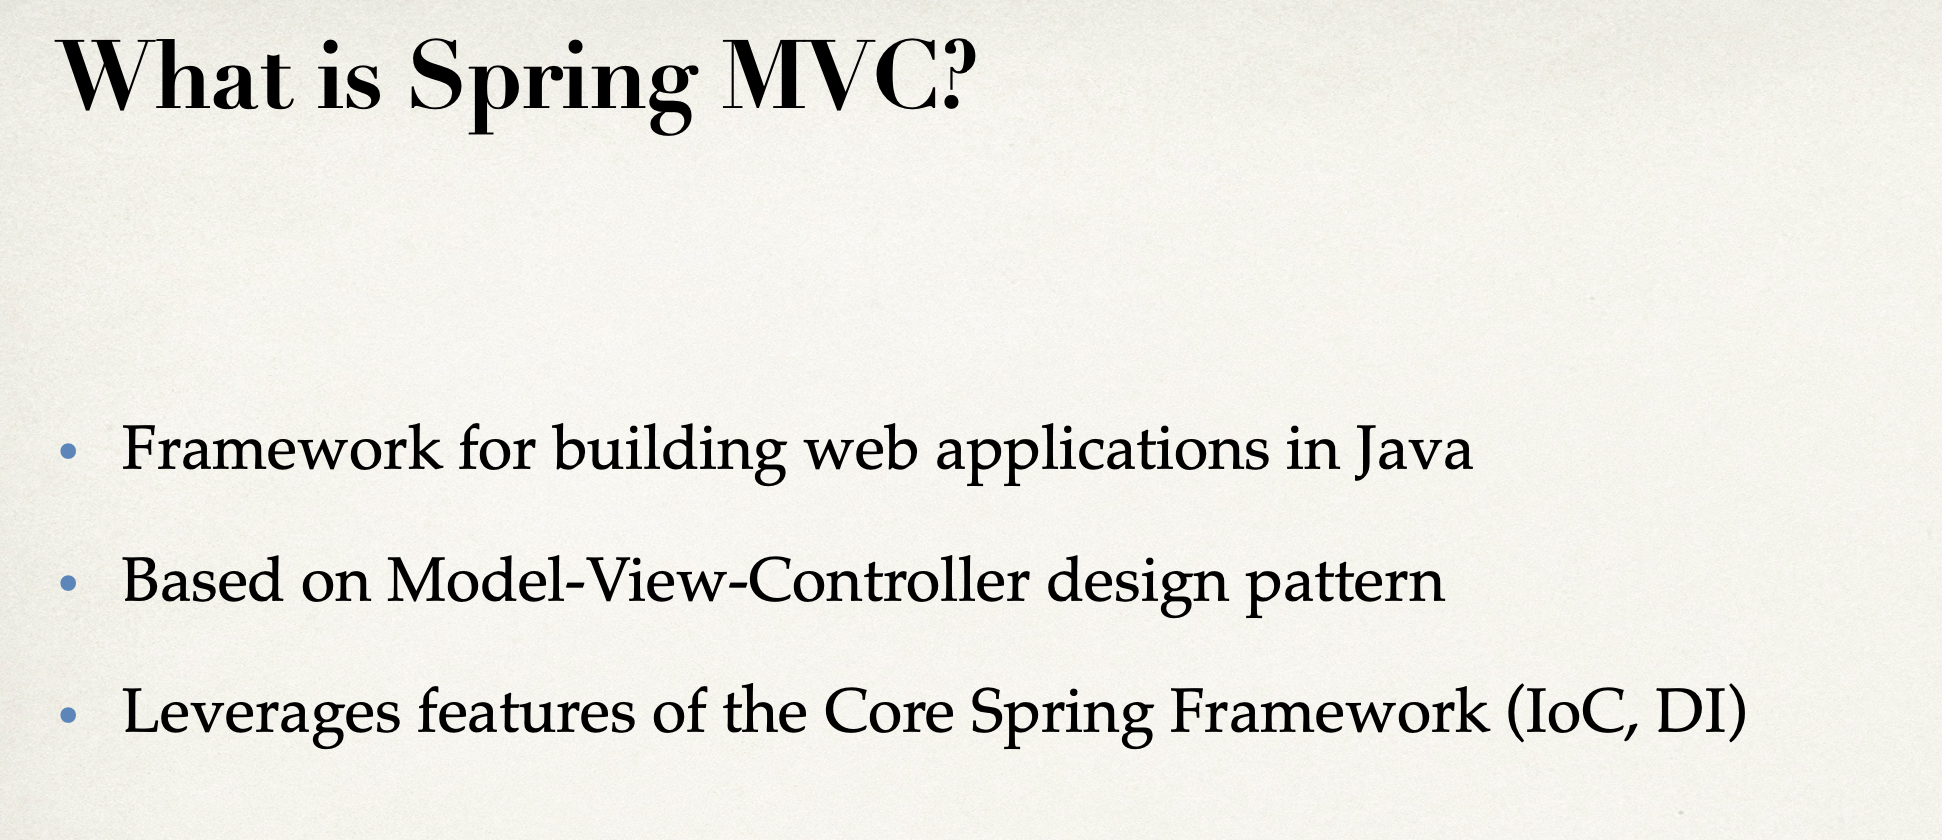 What is Spring MVC?
• Framework for building web applications in Java
• Based on Model-View-Controller design pattern
• Leverages features of the Core Spring Framework (IoC, DI)